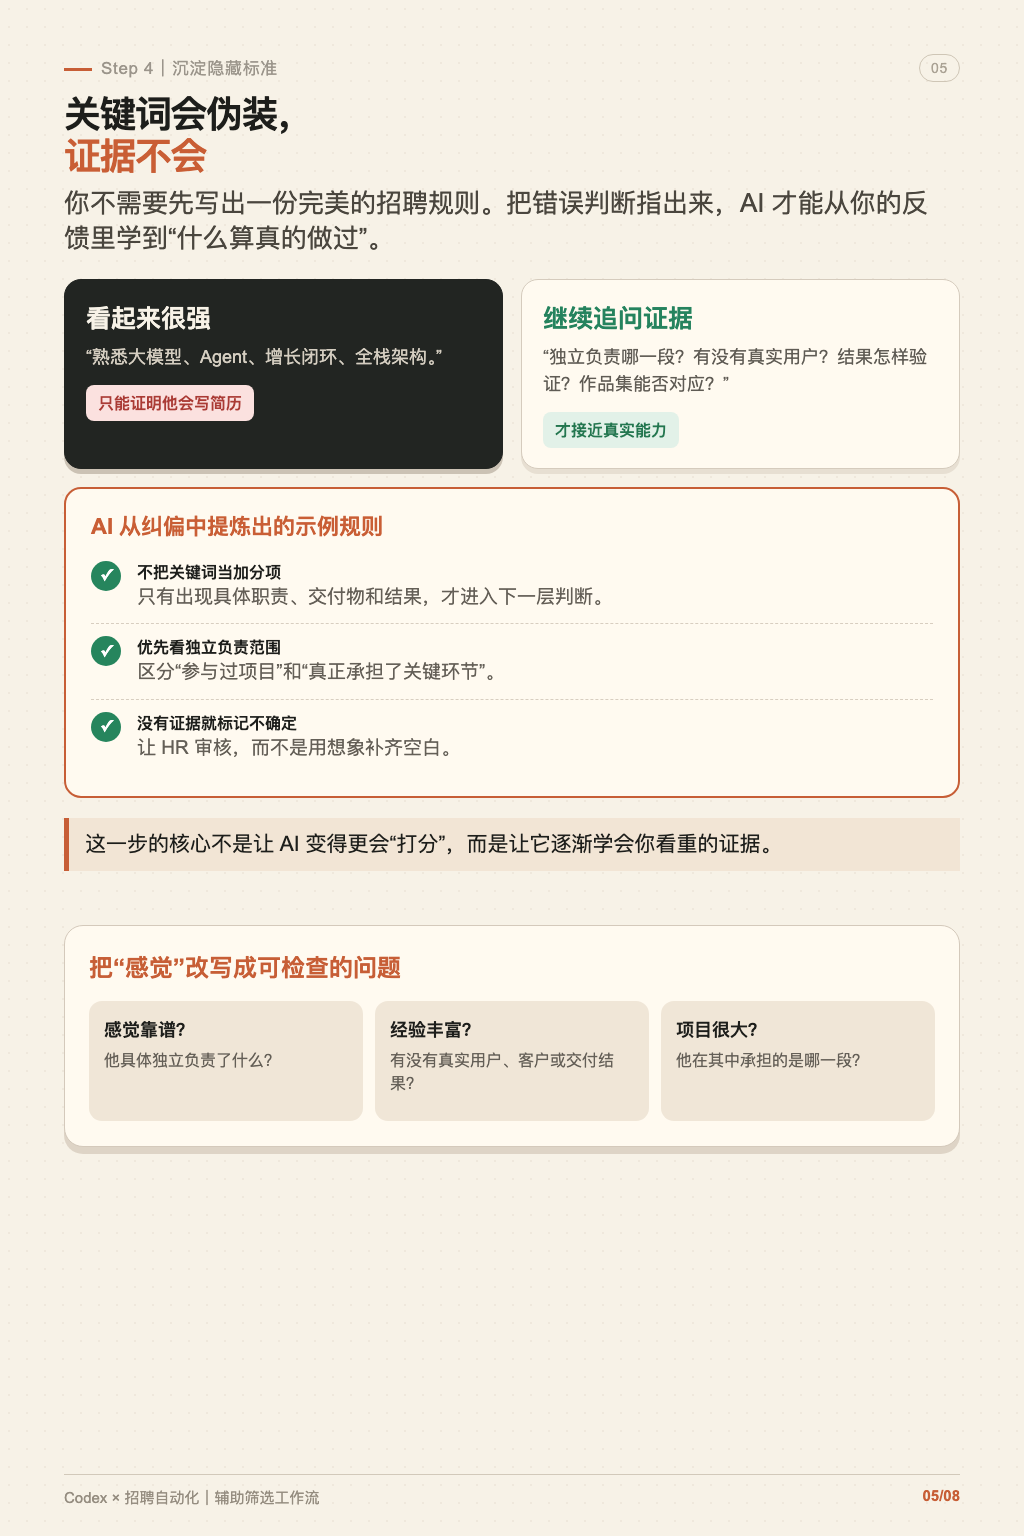 Step 4｜沉淀隐藏标准
05
关键词会伪装，
证据不会
你不需要先写出一份完美的招聘规则。把错误判断指出来，AI 才能从你的反
馈里学到“什么算真的做过”。
看起来很强
“熟悉大模型、Agent、增长闭环、全栈架构。”
只能证明他会写简历
继续追问证据
“独立负责哪一段？有没有真实用户？结果怎样验
证？作品集能否对应？”
才接近真实能力
AI 从纠偏中提炼出的示例规则
不把关键词当加分项
只有出现具体职责、交付物和结果，才进入下一层判断。
优先看独立负责范围
区分“参与过项目”和“真正承担了关键环节”。
没有证据就标记不确定
让 HR 审核，而不是用想象补齐空白。
这一步的核心不是让 AI 变得更会“打分”，而是让它逐渐学会你看重的证据。
把“感觉”改写成可检查的问题
感觉靠谱？
他具体独立负责了什么？
经验丰富？
有没有真实用户、客户或交付结
果？
项目很大？
他在其中承担的是哪一段？
Codex × 招聘自动化｜辅助筛选工作流
05/08